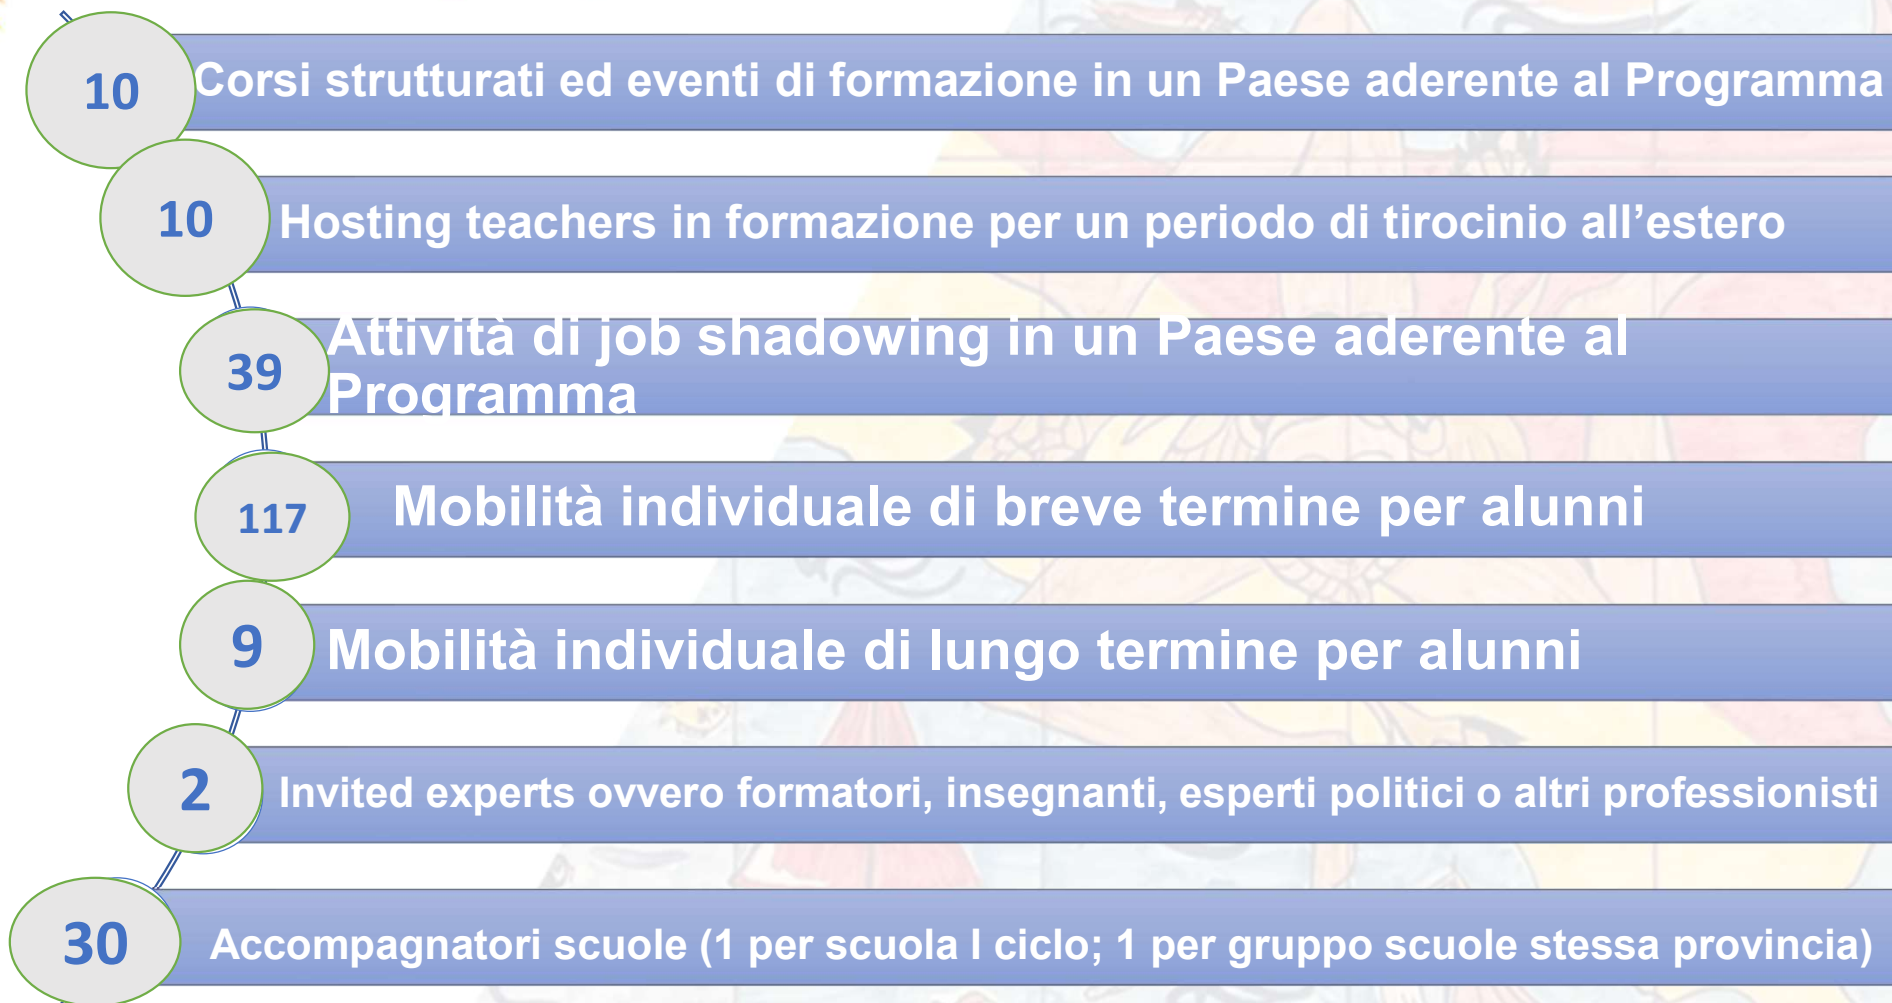 10
Corsi strutturati ed eventi di formazione in un Paese aderente al Programma
10
Hosting teachers in formazione per un periodo di tirocinio all’estero
39
Attività di job shadowing in un Paese aderente al
Programma
117
Mobilità individuale di breve termine per alunni
9
Mobilità individuale di lungo termine per alunni
2
Invited experts ovvero formatori, insegnanti, esperti politici o altri professionisti
30
Accompagnatori scuole (1 per scuola I ciclo; 1 per gruppo scuole stessa provincia)